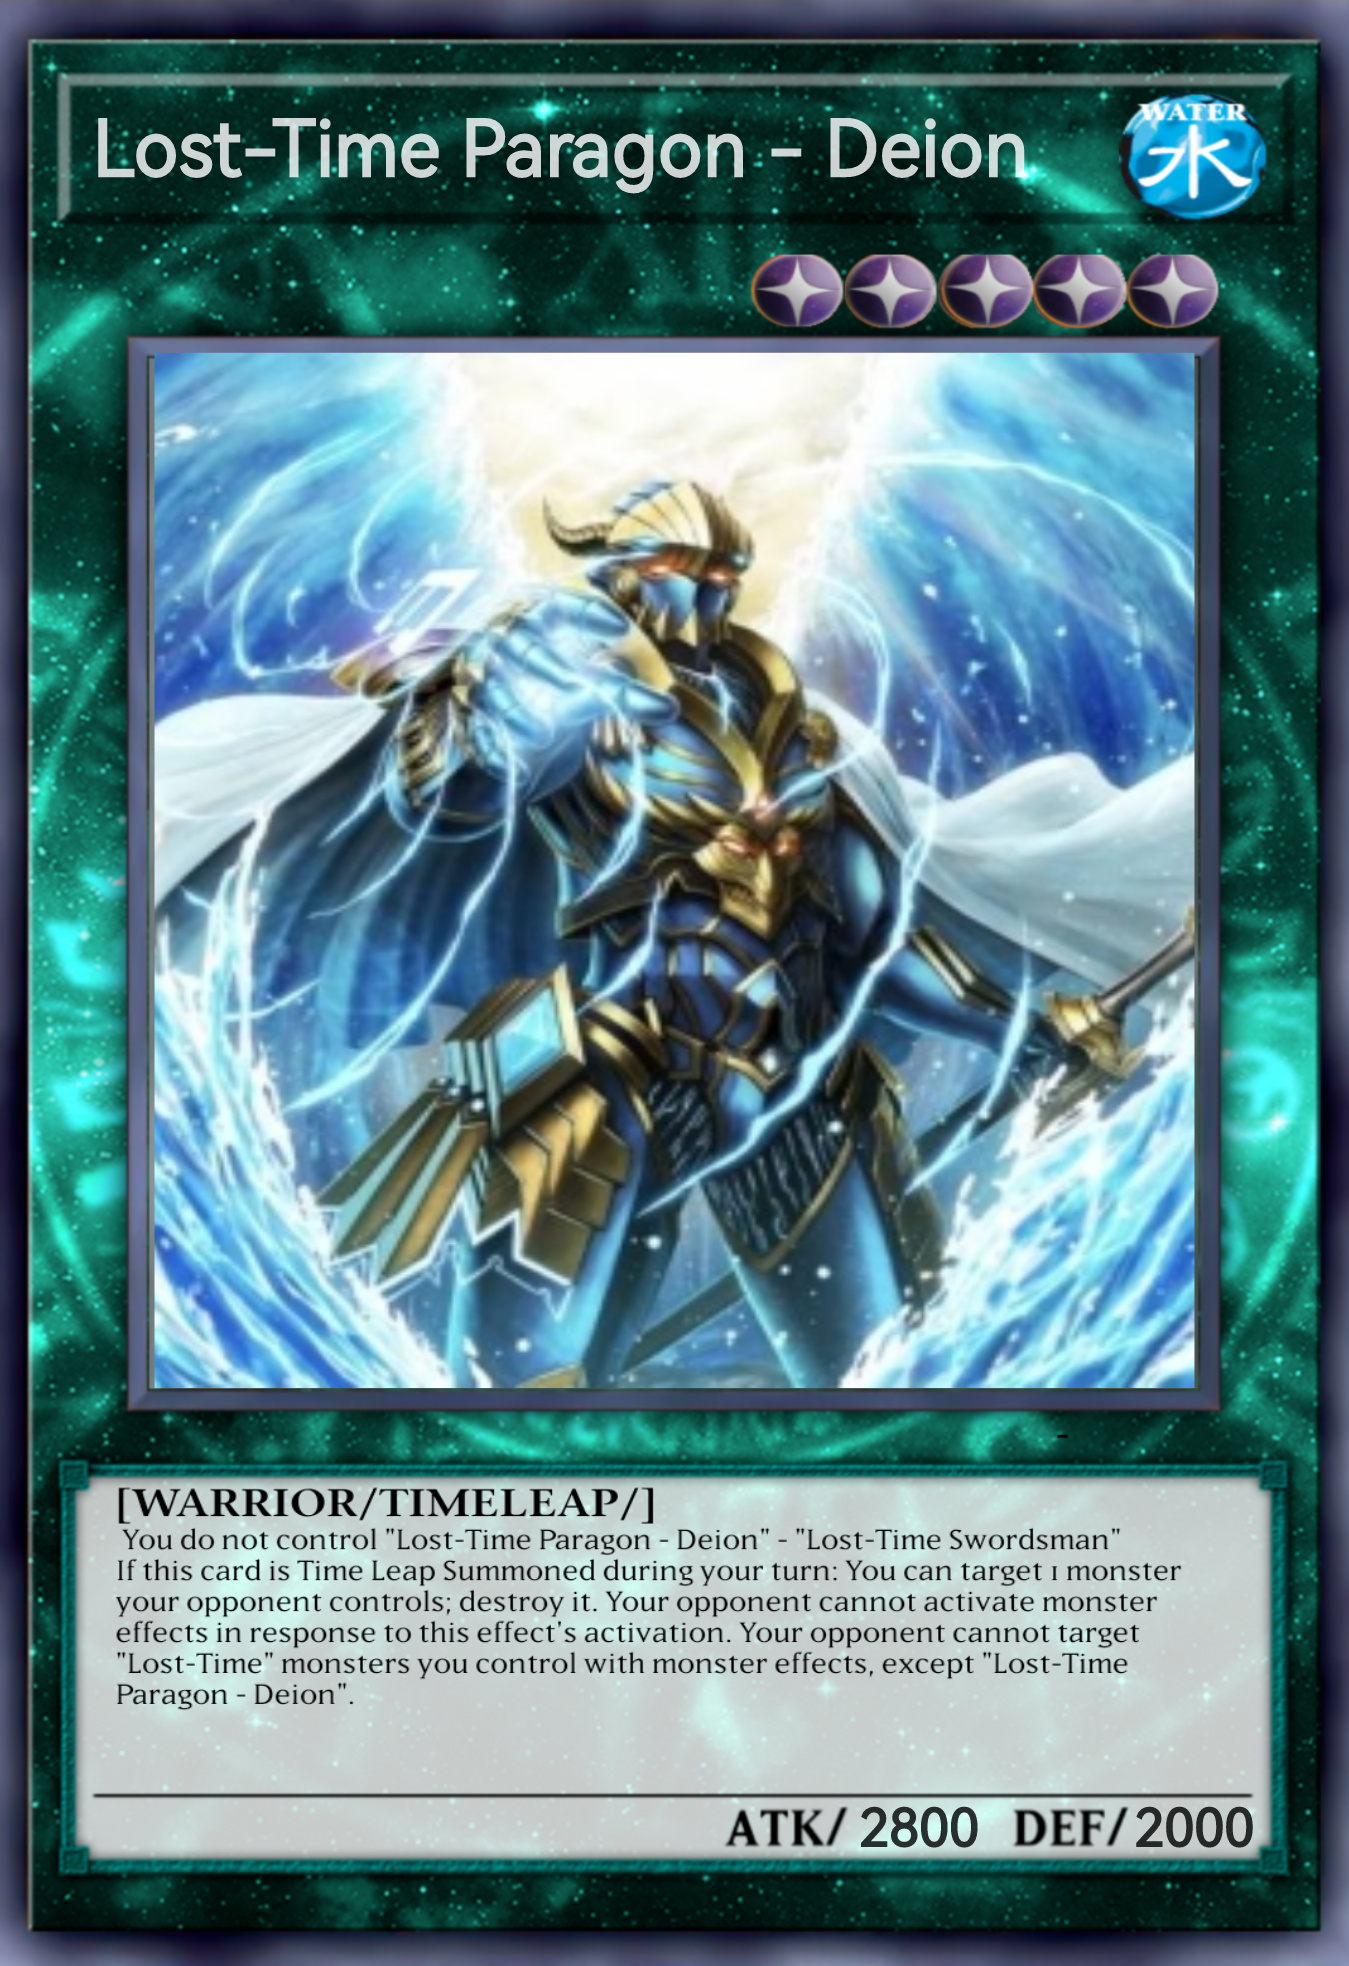 Lost-Time Paragon - Deion
WATER
水
[WARRIOR/TIMELEAP/]
You do not control "Lost-Time Paragon - Deion" - "Lost-Time Swordsman"
If this card is Time Leap Summoned during your turn: You can target 1 monster
your opponent controls; destroy it. Your opponent cannot activate monster
effects in response to this effect's activation. Your opponent cannot target
"Lost-Time" monsters you control with monster effects, except "Lost-Time
Paragon - Deion".
ATK/ 2800 DEF/ 2000